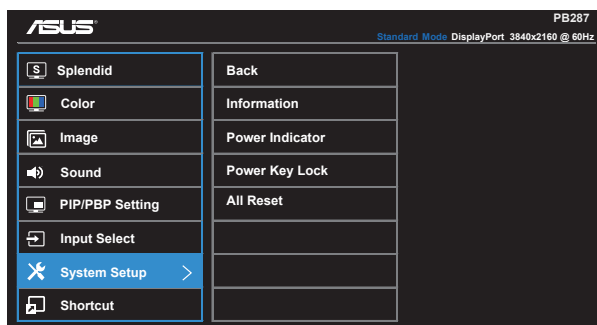 ASUS
PB287
Standard Mode DisplayPort 3840x2160 @ 60Hz
S Splendid
Color
Image
Sound
PIP/PBP Setting
Input Select
System Setup
Shortcut
Back
Information
Power Indicator
Power Key Lock
All Reset